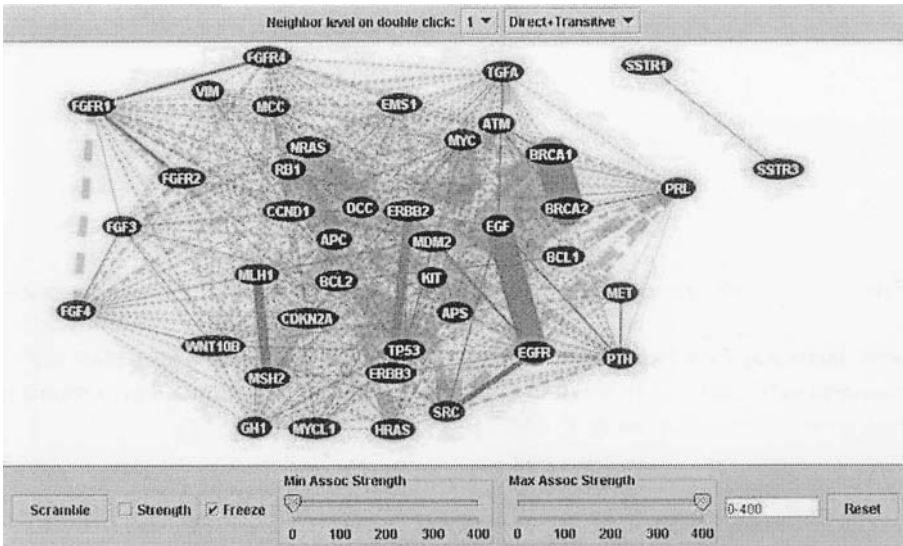 Neighbor level on double click: 1 Direct+Transitive
FGFR4
SSTR1
TGFA
VIM
FGFR1
MCC
EMS1
ATM
MYC
NRAS
BRCA1
RB1
SSTR3
FGFR2
PRL
CCND1
DCC
ERBB2
BRCA2
FGF3
EGF
APC
MDM2
BCL1
MLH1
BCL2
KIT
MET
FGF4
CDKN2A
APS
WNT10B
TP53
EGFR
PTH
MSH2
ERBB3
SRC
GH1
MYCL1
HRAS
Min Assoc Strength
Max Assoc Strength
Scramble Strength Freeze
0-400 Reset
0 100 200 300 400
0 100 200 300 400